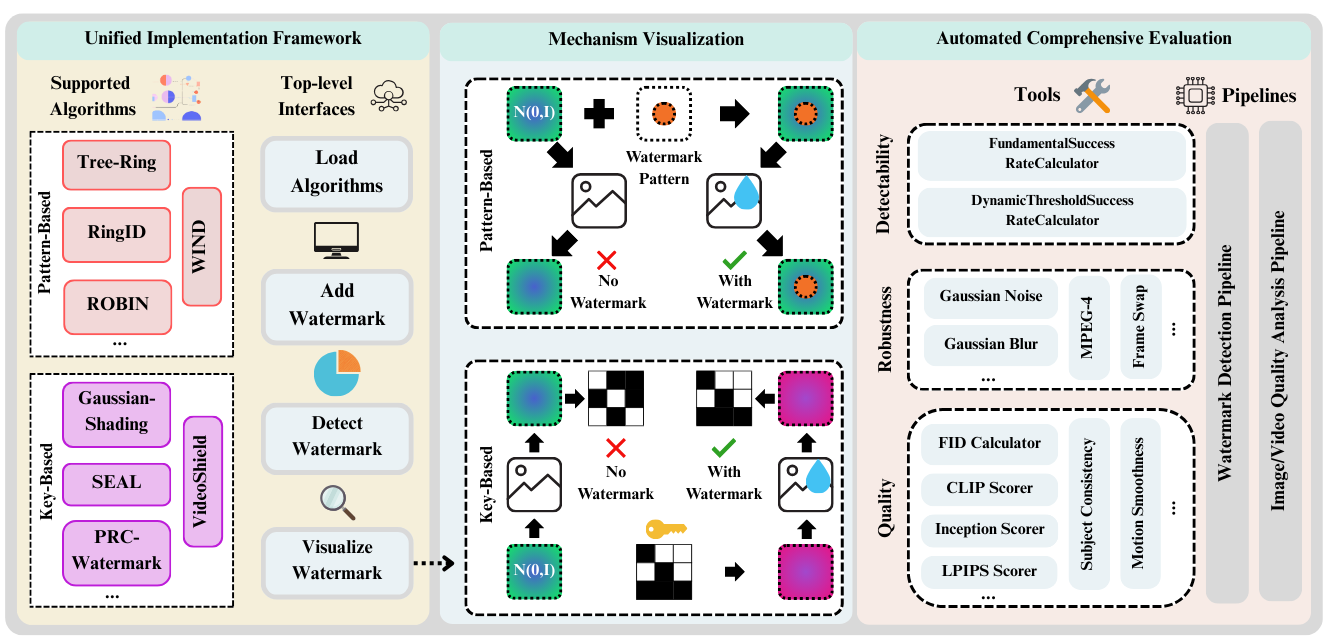 Unified Implementation Framework
Supported
Algorithms
Top-level
Interfaces
Pattern-Based
Tree-Ring
RingID
ROBIN
...
WIND
Key-Based
Gaussian-
Shading
SEAL
PRC-
Watermark
...
VideoShield
Load
Algorithms
Add
Watermark
Detect
Watermark
Visualize
Watermark
Mechanism Visualization
Pattern-Based
N(0,I)
Watermark
Pattern
No
Watermark
With
Watermark
Key-Based
No
Watermark
With
Watermark
N(0,I)
Automated Comprehensive Evaluation
Tools
Pipelines
Detectability
FundamentalSuccess
RateCalculator
DynamicThresholdSuccess
RateCalculator
Robustness
Gaussian Noise
Gaussian Blur
...
MPEG-4
Frame Swap
...
Quality
FID Calculator
CLIP Scorer
Inception Scorer
LPIPS Scorer
...
Subject Consistency
Motion Smoothness
...
Watermark Detection Pipeline
Image/Video Quality Analysis Pipeline